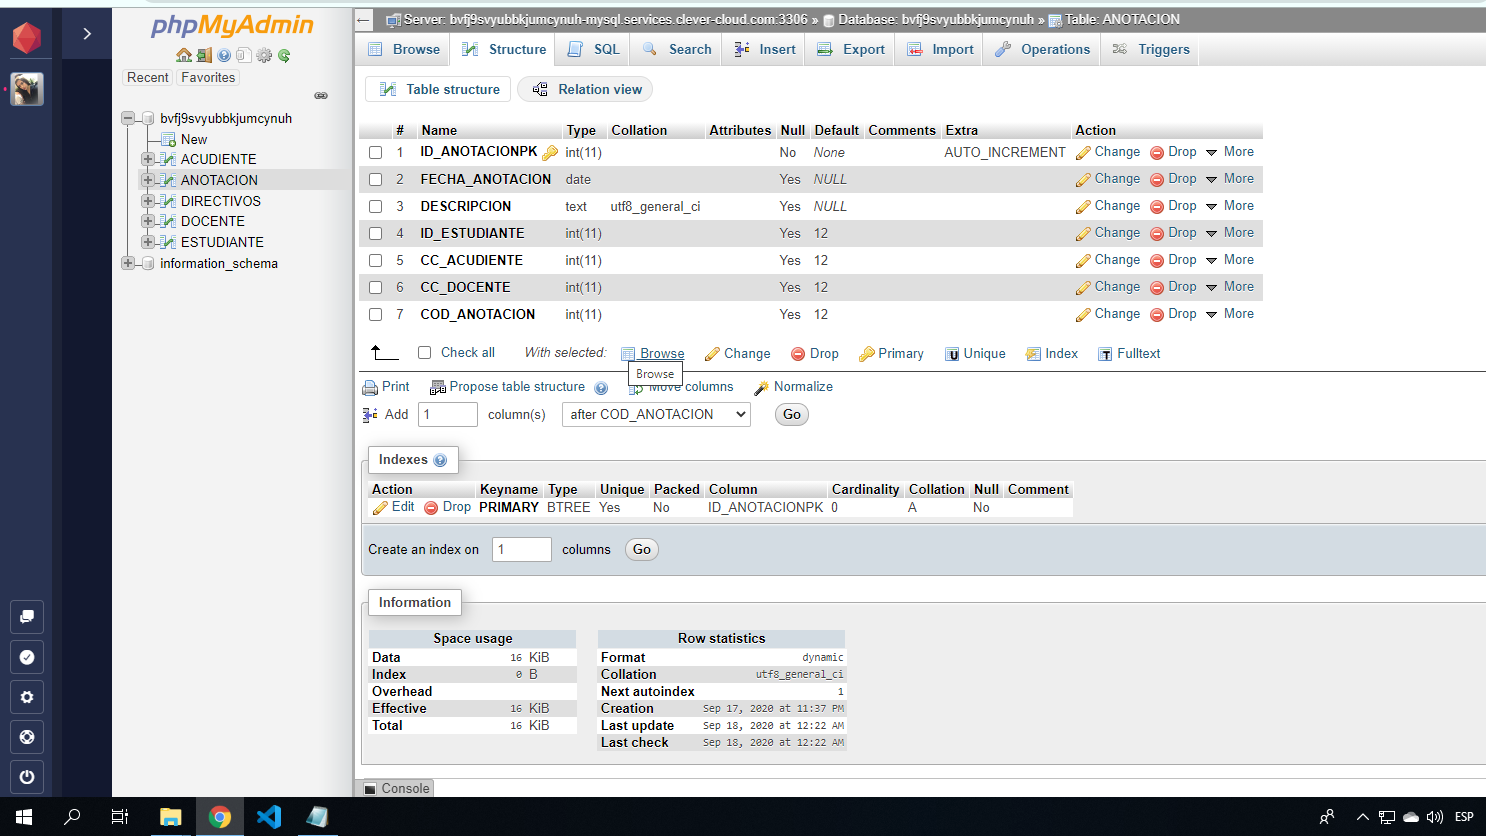 phpMyAdmin
Recent Favorites
bvfj9svyubbkjumcynuh
New
ACUDIENTE
ANOTACION
DIRECTIVOS
DOCENTE
ESTUDIANTE
information_schema
Server: bvfj9svyubbkjumcynuh-mysql.services.clever-cloud.com:3306 » Database: bvfj9svyubbkjumcynuh » Table: ANOTACION
Browse Structure SQL Search Insert Export Import Operations Triggers
Table structure Relation view
# Name Type Collation Attributes Null Default Comments Extra Action
1 ID_ANOTACIONPK int(11) No None AUTO_INCREMENT Change Drop More
2 FECHA_ANOTACION date Yes NULL Change Drop More
3 DESCRIPCION text utf8_general_ci Yes NULL Change Drop More
4 ID_ESTUDIANTE int(11) Yes 12 Change Drop More
5 CC_ACUDIENTE int(11) Yes 12 Change Drop More
6 CC_DOCENTE int(11) Yes 12 Change Drop More
7 COD_ANOTACION int(11) Yes 12 Change Drop More
Check all With selected: Browse Change Drop Primary Unique Index Fulltext
Browse
Print Propose table structure Move columns Normalize
Add 1 column(s) after COD_ANOTACION Go
Indexes
Action Keyname Type Unique Packed Column Cardinality Collation Null Comment
Edit Drop PRIMARY BTREE Yes No ID_ANOTACIONPK 0 A No
Create an index on 1 columns Go
Information
Space usage
Data 16 KiB
Index 0 B
Overhead
Effective 16 KiB
Total 16 KiB
Row statistics
Format dynamic
Collation utf8_general_ci
Next autoindex 1
Creation Sep 17, 2020 at 11:37 PM
Last update Sep 18, 2020 at 12:22 AM
Last check Sep 18, 2020 at 12:22 AM
Console
ESP